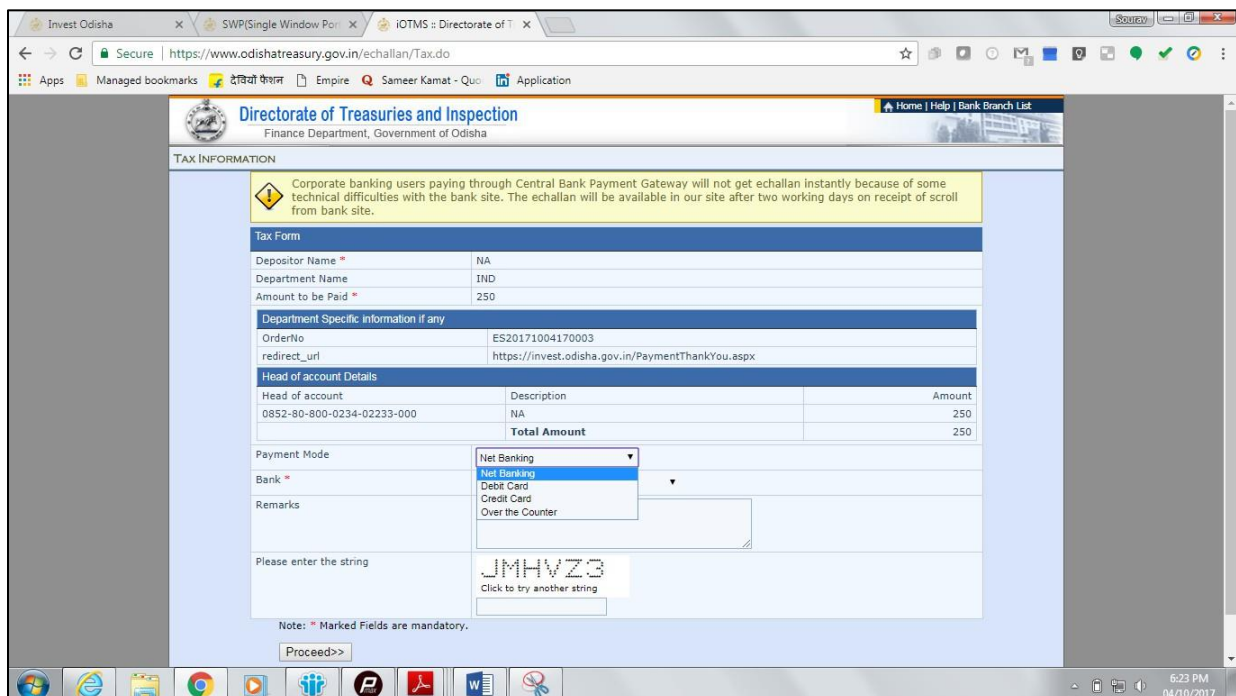 Invest Odisha
SWP(Single Window Port
iOTMS :: Directorate of T
Sourav
Secure | https://www.odishatreasury.gov.in/echallan/Tax.do
Apps Managed bookmarks देवियो फैशन Empire Sameer Kamat - Quo Application
Directorate of Treasuries and Inspection
Finance Department, Government of Odisha
Home | Help | Bank Branch List
TAX INFORMATION
Corporate banking users paying through Central Bank Payment Gateway will not get echallan instantly because of some
technical difficulties with the bank site. The echallan will be available in our site after two working days on receipt of scroll
from bank site.
Tax Form
Depositor Name * NA
Department Name IND
Amount to be Paid * 250
Department Specific information if any
OrderNo ES20171004170003
redirect_url https://invest.odisha.gov.in/PaymentThankYou.aspx
Head of account Details
Head of account Description Amount
0852-80-800-0234-02233-000 NA 250
Total Amount 250
Payment Mode Net Banking
Net Banking
Bank *
Debit Card
Credit Card
Remarks
Over the Counter
Please enter the string
JMHVZ3
Click to try another string
Note: * Marked Fields are mandatory.
Proceed>>
6:23 PM
04/10/2017